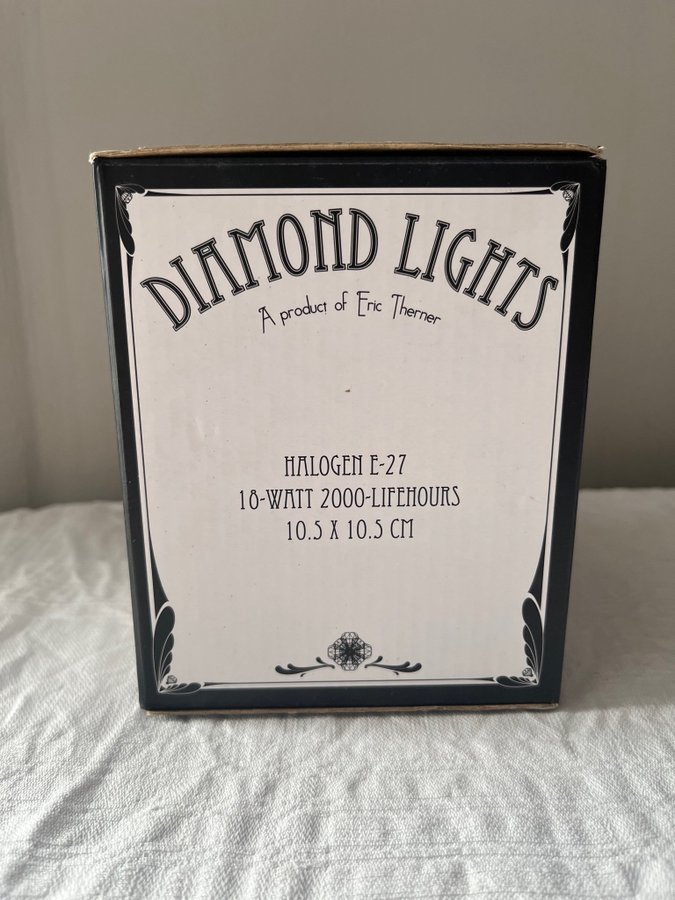 DIAMOND LIGHTS
A product of Eric Therner
HALOGEN E-27
18-WATT 2000-LIFEHOURS
10.5 X 10.5 CM